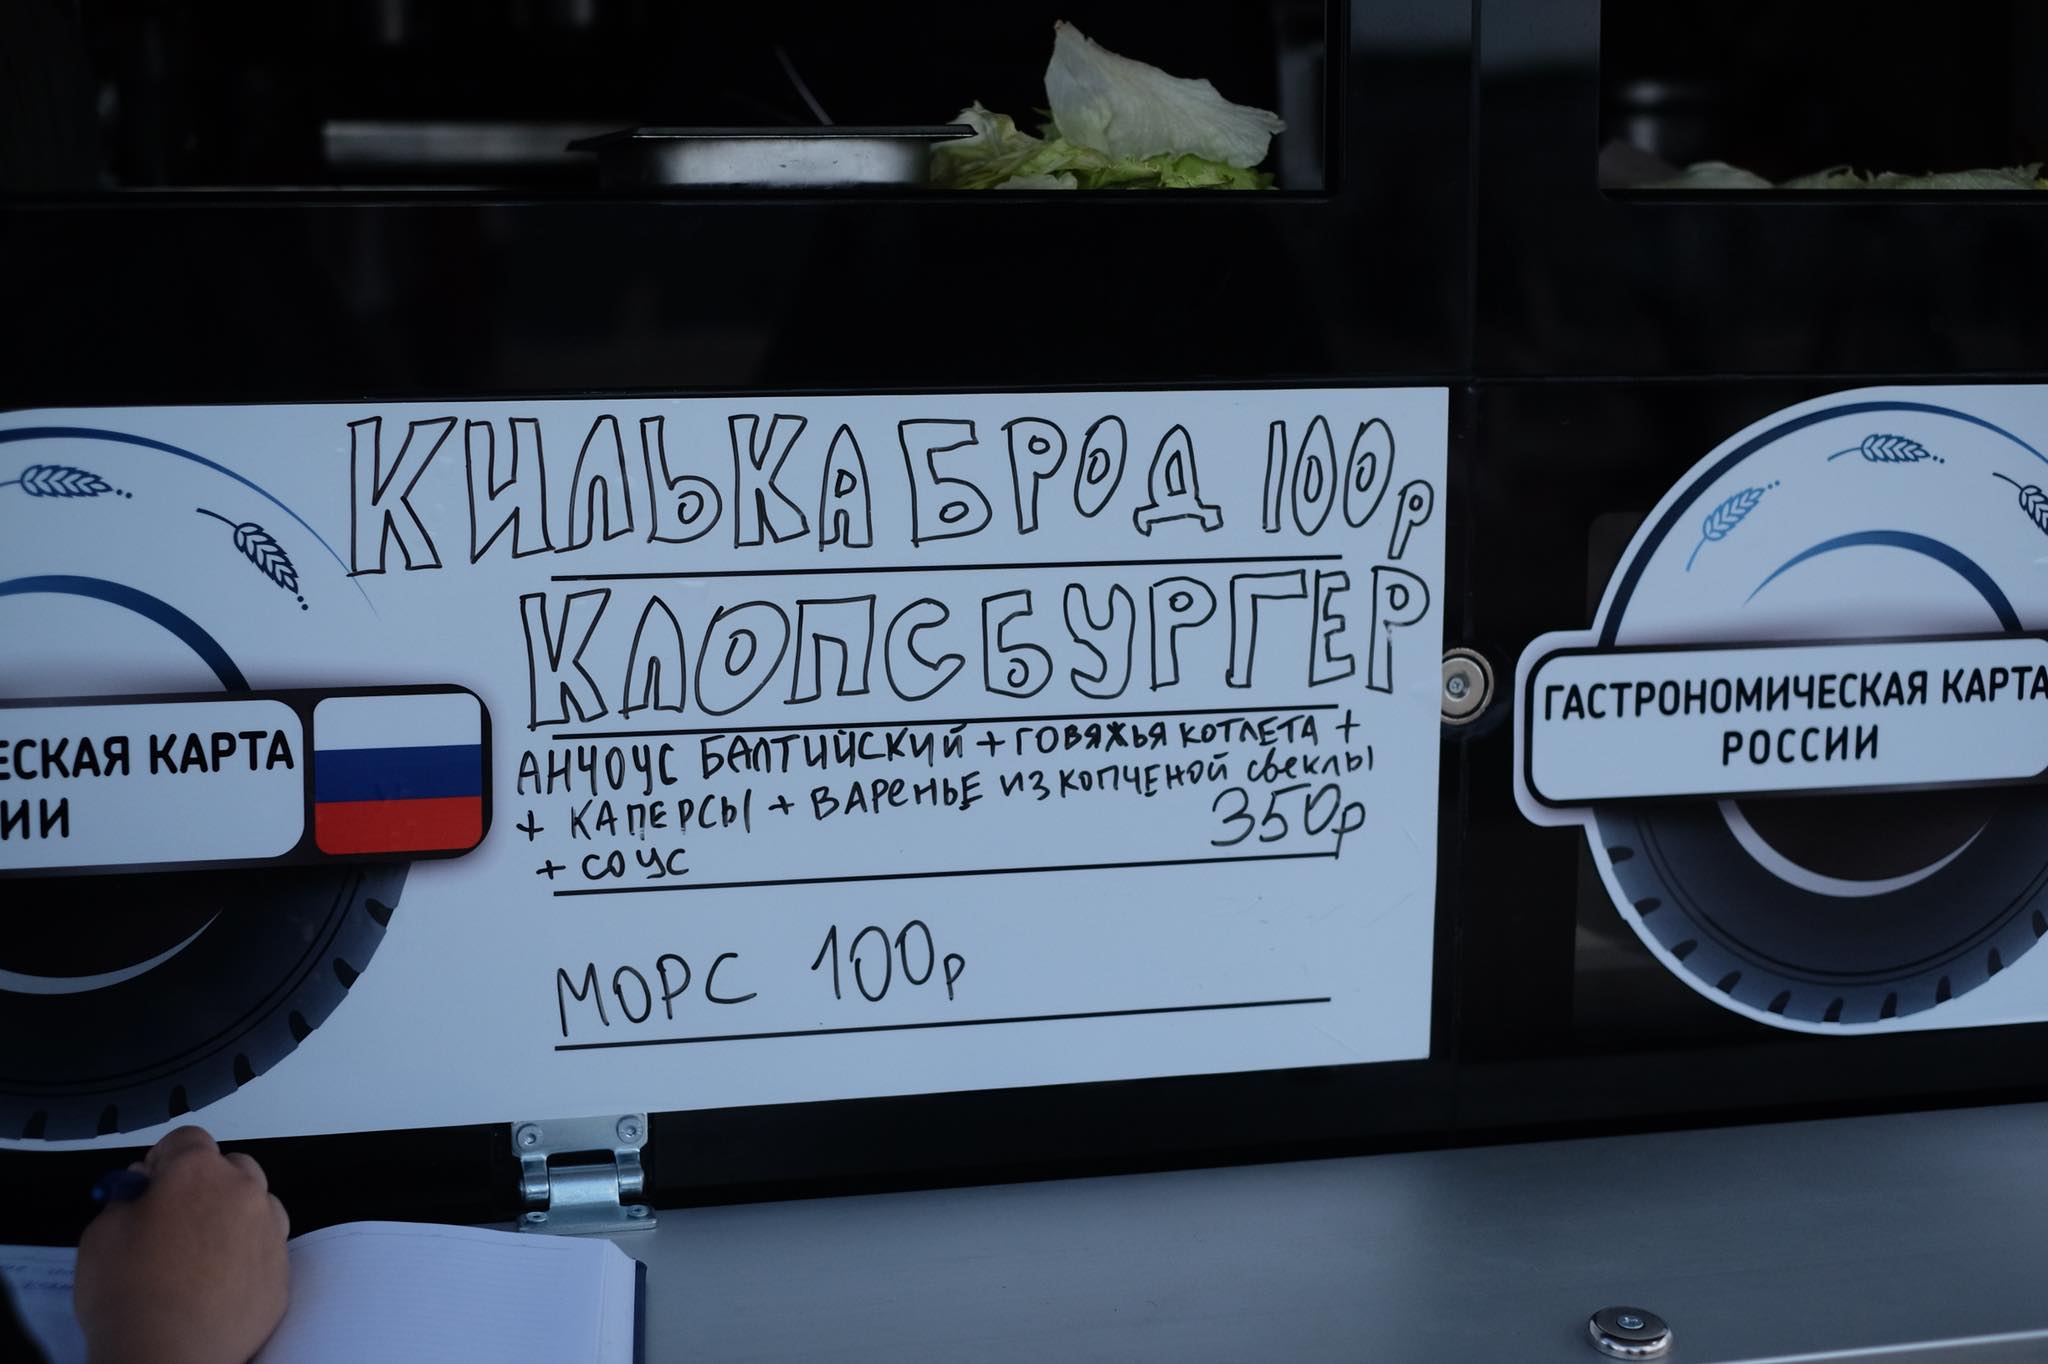 КИЛЬКА БРОД 100р
КЛОПСБУРГЕР
АНЧОУС БАЛТИЙСКИЙ + ГОВЯЖЬЯ КОТЛЕТА +
+ КАПЕРСЫ + ВАРЕНЬЕ ИЗ КОПЧЕНОЙ СВЕКЛЫ
350р
+ СОУС
МОРС 100р
ЕСКАЯ КАРТА
ИИ
ГАСТРОНОМИЧЕСКАЯ КАРТА
РОССИИ